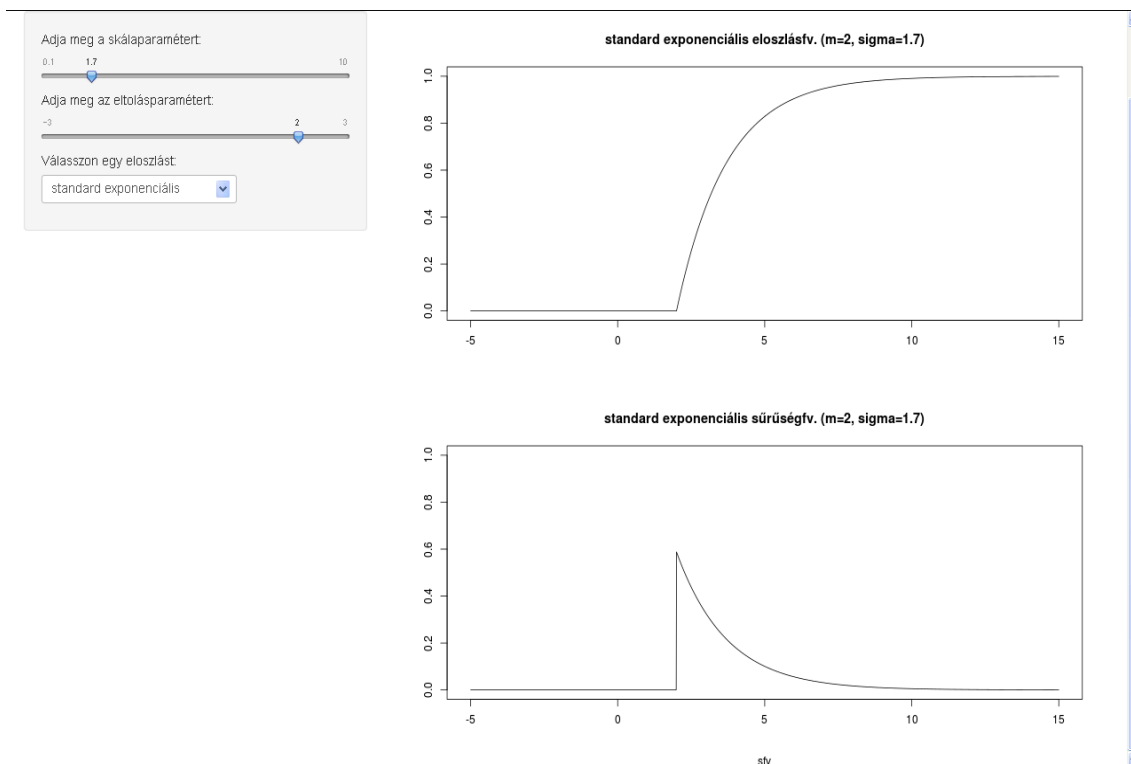 Adja meg a skálaparamétert:
0.1 1.7 10
Adja meg az eltolásparamétert:
-3 2 3
Válasszon egy eloszlást:
standard exponenciális
standard exponenciális eloszlásfv. (m=2, sigma=1.7)
1.0
0.8
0.6
0.4
0.2
0.0
-5 0 5 10 15
standard exponenciális sűrűségfv. (m=2, sigma=1.7)
1.0
0.8
0.6
0.4
0.2
0.0
-5 0 5 10 15
sfv